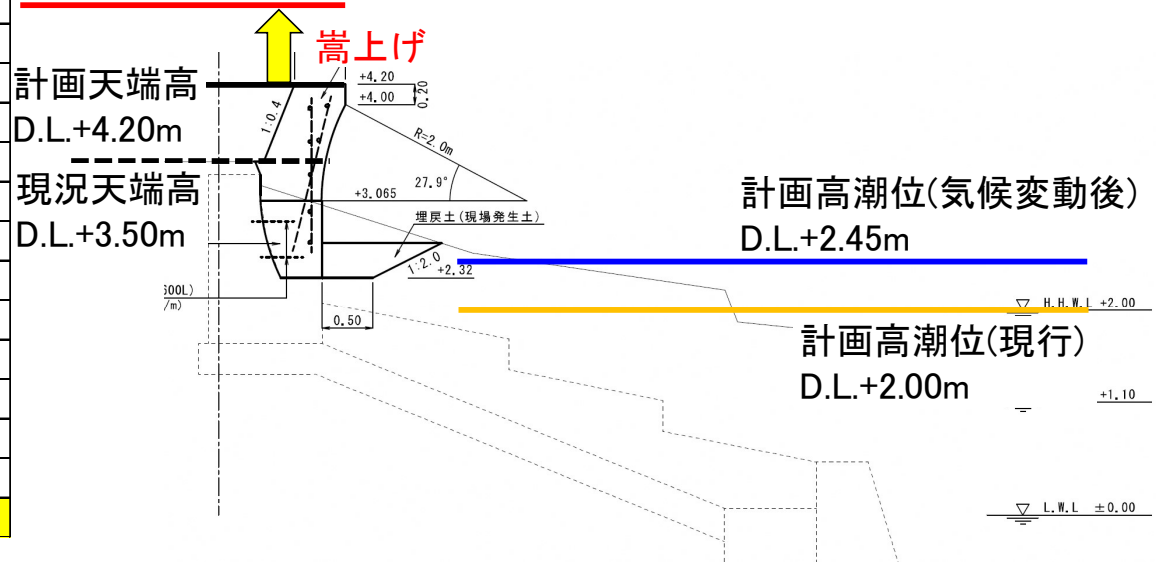 嵩上げ
計画天端高
D.L.+4.20m
+4.20
+4.00
0.20
1:0.4
R=2.0m
27.9°
現況天端高
D.L.+3.50m
+3.065
埋戻土(現場発生土)
計画高潮位(気候変動後)
D.L.+2.45m
1:2.0
+2.32
500L)
/m)
0.50
H.H.W.L +2.00
計画高潮位(現行)
D.L.+2.00m
+1.10
L.W.L ±0.00